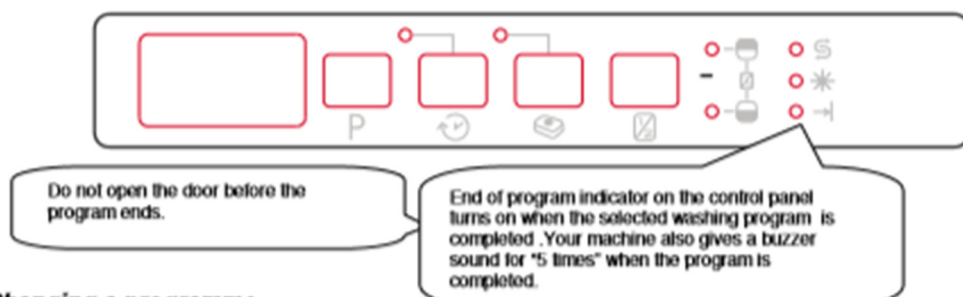 P
½
S
Do not open the door before the
program ends.
End of program indicator on the control panel
turns on when the selected washing program is
completed .Your machine also gives a buzzer
sound for "5 times" when the program is
completed.